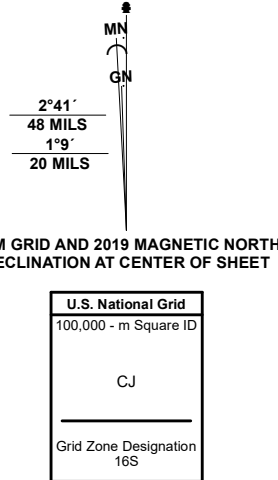 MN
GN
2°41´
48 MILS
1°9´
20 MILS
M GRID AND 2019 MAGNETIC NORTH
ECLINATION AT CENTER OF SHEET
U.S. National Grid
100,000 - m Square ID
CJ
Grid Zone Designation
16S